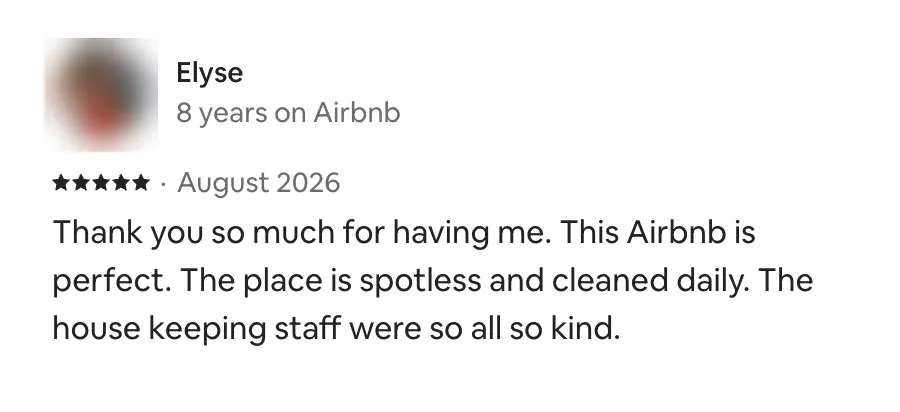 Elyse
8 years on Airbnb
★★★★★ · August 2026
Thank you so much for having me. This Airbnb is
perfect. The place is spotless and cleaned daily. The
house keeping staff were so all so kind.